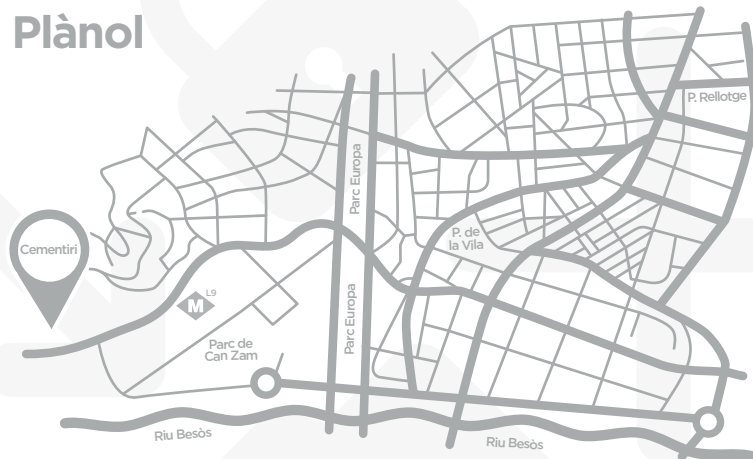 Plànol
P. Rellotge
Parc Europa
P. de
la Vila
Cementiri
L9
M
Parc Europa
Parc de
Can Zam
Riu Besòs
Riu Besòs